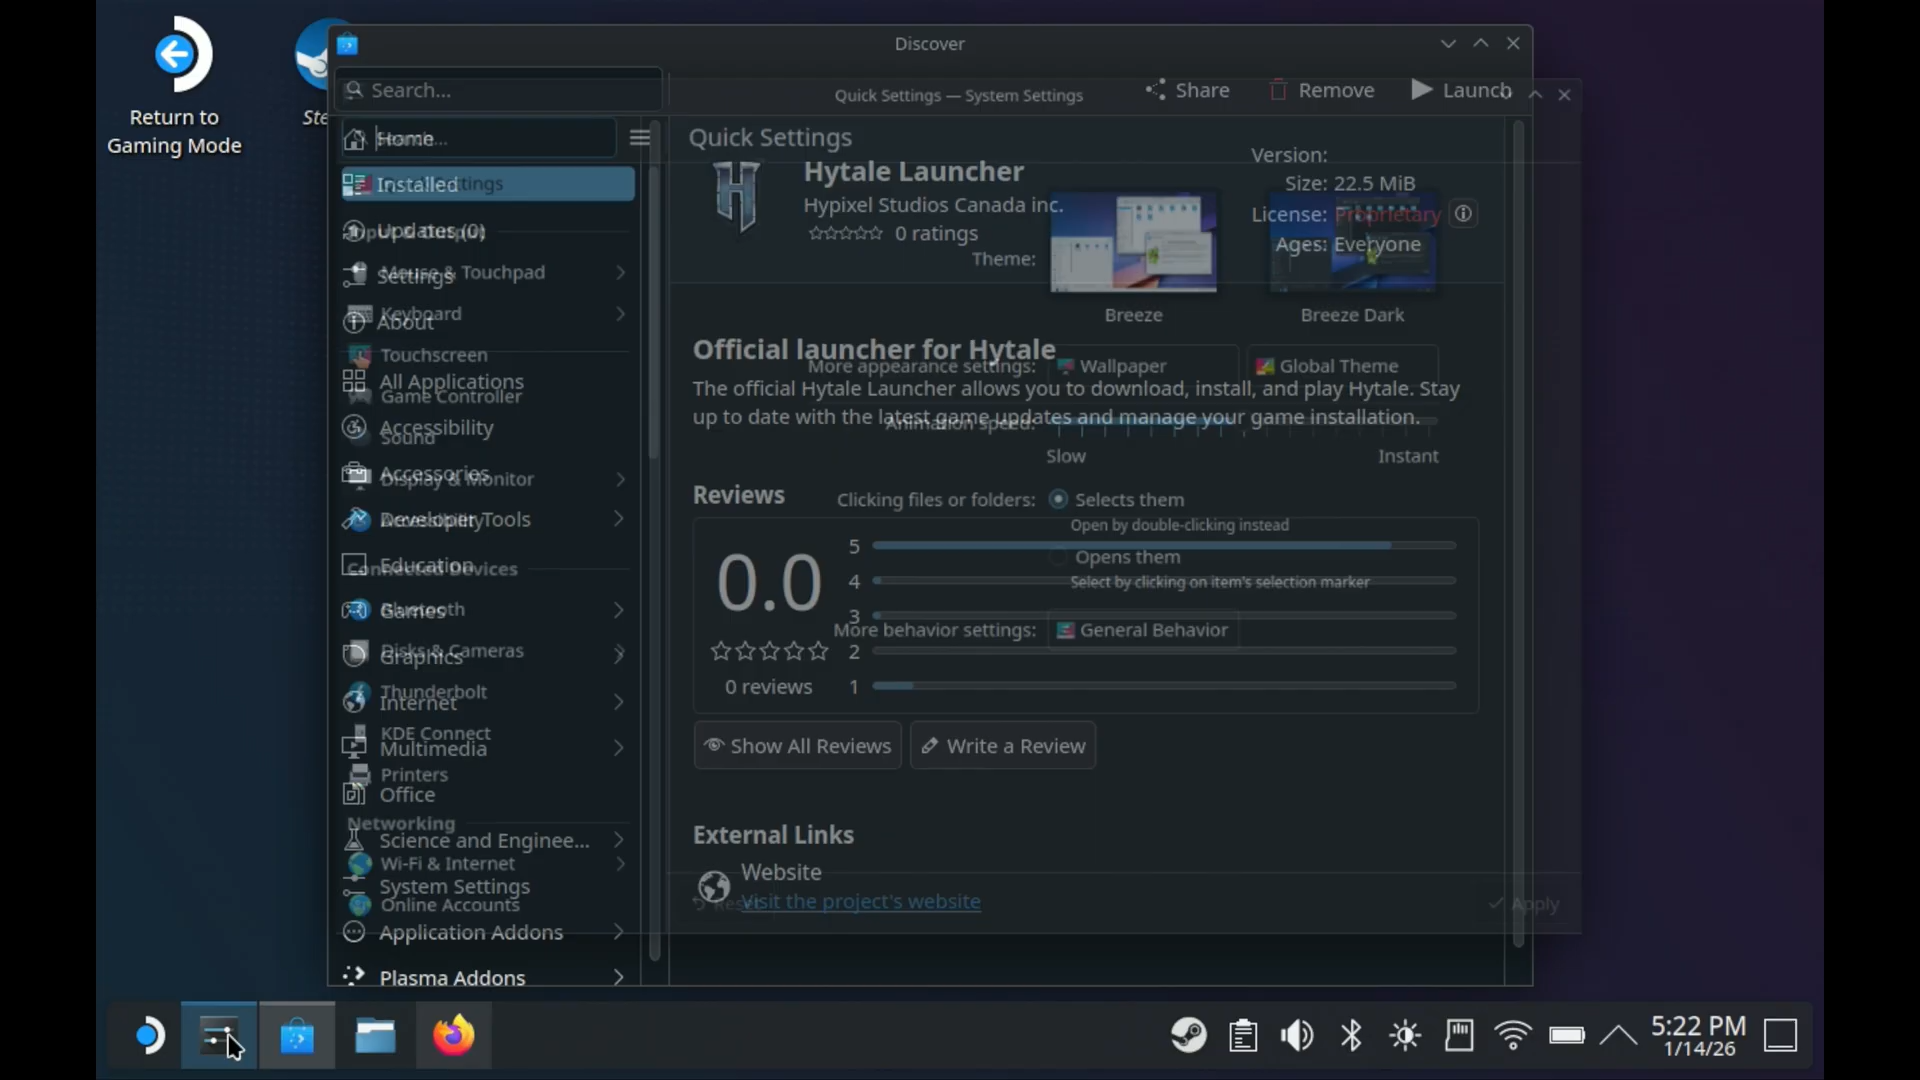 Return to
Gaming Mode
Ste
Discover
Search...
Share
Remove
Launch
Quick Settings — System Settings
Home
Installed
Updates (0)
Settings
About
All Applications
Accessibility
Accessories
Developer Tools
Education
Games
Graphics
Internet
Multimedia
Office
Science and Enginee...
System Settings
Application Addons
Plasma Addons
Mouse & Touchpad
Keyboard
Touchscreen
Game Controller
Sound
Display & Monitor
Accessibility
Connected Devices
Bluetooth
Disks & Cameras
Thunderbolt
KDE Connect
Printers
Networking
Wi-Fi & Internet
Online Accounts
Quick Settings
Hytale Launcher
Hypixel Studios Canada inc.
0 ratings
Version:
Size: 22.5 MiB
License: Proprietary
Ages: Everyone
Theme:
Breeze
Breeze Dark
Official launcher for Hytale
More appearance settings:
Wallpaper
Global Theme
The official Hytale Launcher allows you to download, install, and play Hytale. Stay
up to date with the latest game updates and manage your game installation.
Animation speed:
Slow
Instant
Reviews
Clicking files or folders:
Selects them
Open by double-clicking instead
Opens them
Select by clicking on item's selection marker
More behavior settings:
General Behavior
0.0
0 reviews
5
4
3
2
1
Show All Reviews
Write a Review
External Links
Website
Visit the project's website
Apply
5:22 PM
1/14/26